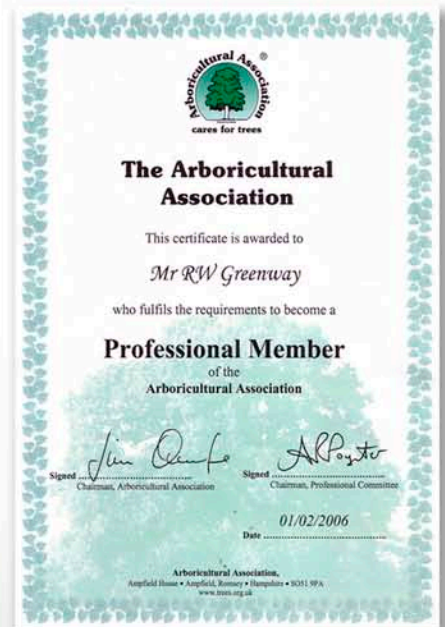 Arboricultural Association ®
cares for trees
The Arboricultural
Association
This certificate is awarded to
Mr RW Greenway
who fulfils the requirements to become a
Professional Member
of the
Arboricultural Association
Signed
Chairman, Arboricultural Association
Signed ARPoynter
Chairman, Professional Committee
01/02/2006
Date
Arboricultural Association,
Ampfield House • Ampfield, Romsey • Hampshire • SO51 9PA
www.trees.org.uk